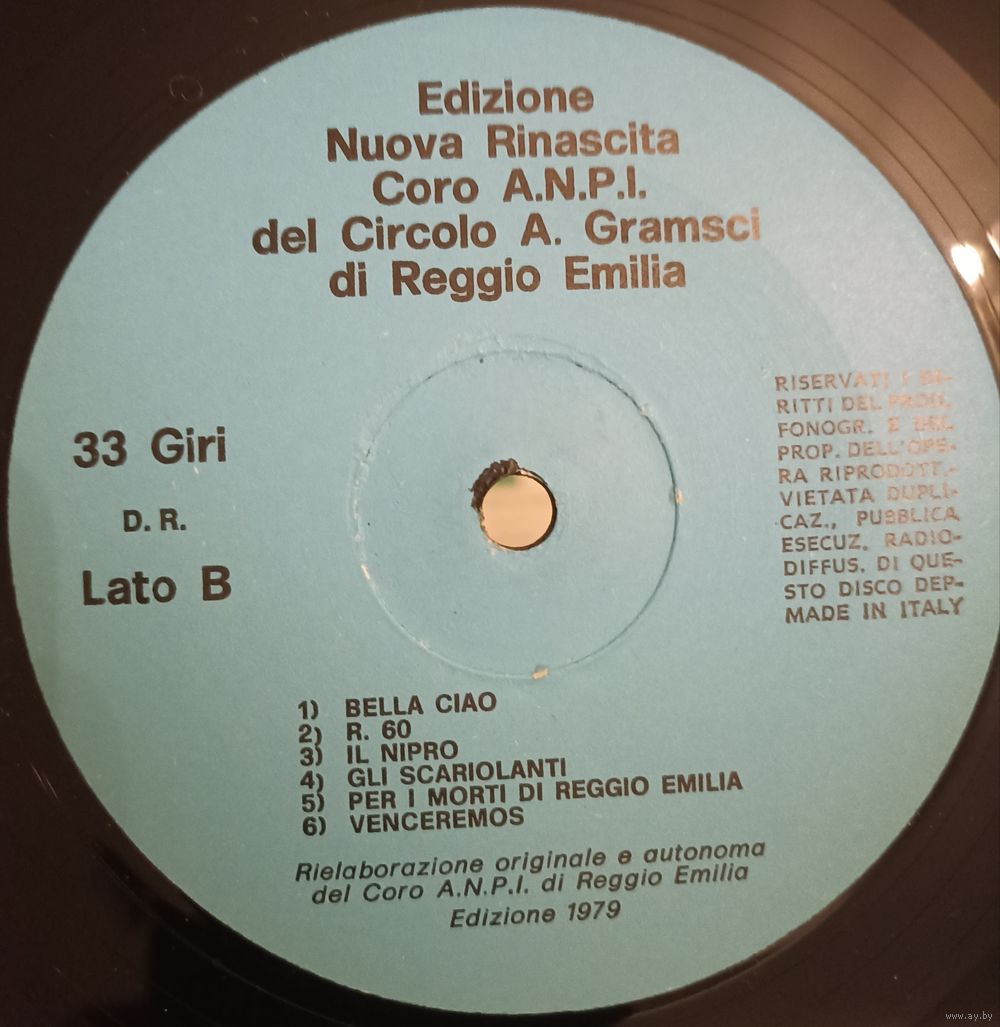 Edizione
Nuova Rinascita
Coro A.N.P.I.
del Circolo A. Gramsci
di Reggio Emilia
33 Giri
D. R.
Lato B
RISERVATI I DI-
RITTI DEL PROD.
FONOGR. E DEL
PROP. DELL'OPE-
RA RIPRODOTT.-
VIETATA DUPLI-
CAZ., PUBBLICA
ESECUZ. RADIO-
DIFFUS. DI QUE-
STO DISCO DEP-
MADE IN ITALY
1) BELLA CIAO
2) R. 60
3) IL NIPRO
4) GLI SCARIOLANTI
5) PER I MORTI DI REGGIO EMILIA
6) VENCEREMOS
Rielaborazione originale e autonoma
del Coro A.N.P.I. di Reggio Emilia
Edizione 1979
www.ay.by